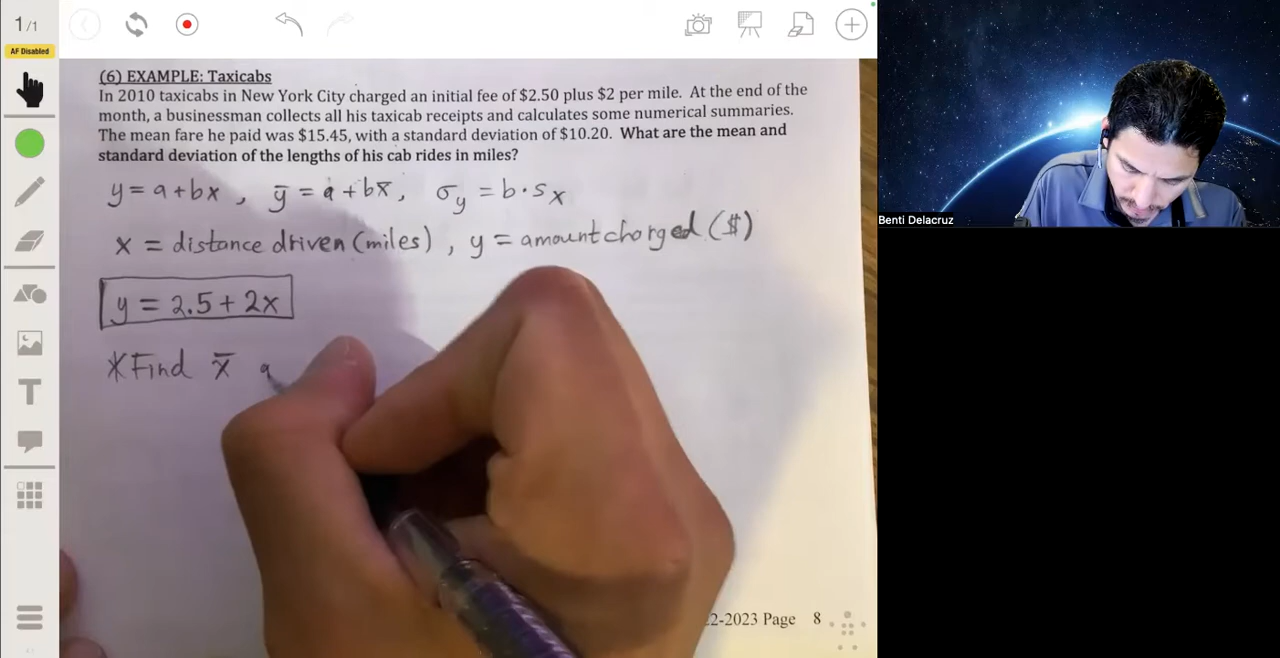 1/1
AF Disabled
(6) EXAMPLE: Taxicabs
In 2010 taxicabs in New York City charged an initial fee of $2.50 plus $2 per mile. At the end of the
month, a businessman collects all his taxicab receipts and calculates some numerical summaries.
The mean fare he paid was $15.45, with a standard deviation of $10.20. What are the mean and
standard deviation of the lengths of his cab rides in miles?
y = a + bx , ȳ = a + bx̄ , σy = b · sx
x = distance driven (miles) , y = amount charged ($)
y = 2.5 + 2x
*Find x̄ a
2-2023 Page 8
T
Benti Delacruz